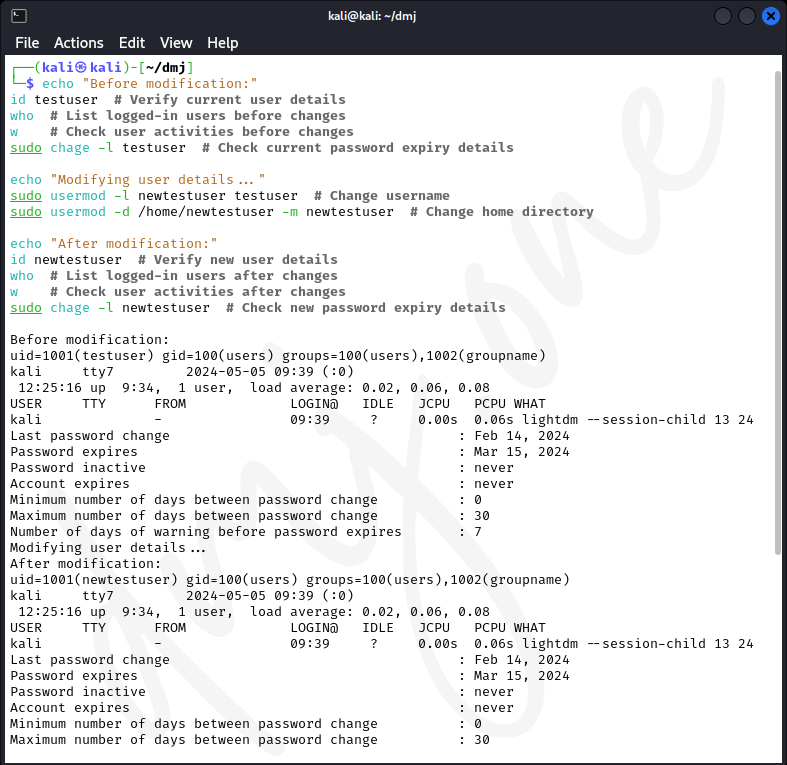 kali@kali: ~/dmj
File Actions Edit View Help
┌──(kali㉿kali)-[~/dmj]
└─$ echo "Before modification:"
id testuser  # Verify current user details
who  # List logged-in users before changes
w    # Check user activities before changes
sudo chage -l testuser  # Check current password expiry details
echo "Modifying user details..."
sudo usermod -l newtestuser testuser  # Change username
sudo usermod -d /home/newtestuser -m newtestuser  # Change home directory
echo "After modification:"
id newtestuser  # Verify new user details
who  # List logged-in users after changes
w    # Check user activities after changes
sudo chage -l newtestuser  # Check new password expiry details
Before modification:
uid=1001(testuser) gid=100(users) groups=100(users),1002(groupname)
kali     tty7         2024-05-05 09:39 (:0)
 12:25:16 up  9:34,  1 user,  load average: 0.02, 0.06, 0.08
USER     TTY      FROM             LOGIN@   IDLE   JCPU   PCPU WHAT
kali              -                09:39     ?     0.00s  0.06s lightdm --session-child 13 24
Last password change                                    : Feb 14, 2024
Password expires                                        : Mar 15, 2024
Password inactive                                       : never
Account expires                                         : never
Minimum number of days between password change          : 0
Maximum number of days between password change          : 30
Number of days of warning before password expires       : 7
Modifying user details...
After modification:
uid=1001(newtestuser) gid=100(users) groups=100(users),1002(groupname)
kali     tty7         2024-05-05 09:39 (:0)
 12:25:16 up  9:34,  1 user,  load average: 0.02, 0.06, 0.08
USER     TTY      FROM             LOGIN@   IDLE   JCPU   PCPU WHAT
kali              -                09:39     ?     0.00s  0.06s lightdm --session-child 13 24
Last password change                                    : Feb 14, 2024
Password expires                                        : Mar 15, 2024
Password inactive                                       : never
Account expires                                         : never
Minimum number of days between password change          : 0
Maximum number of days between password change          : 30
dmj one